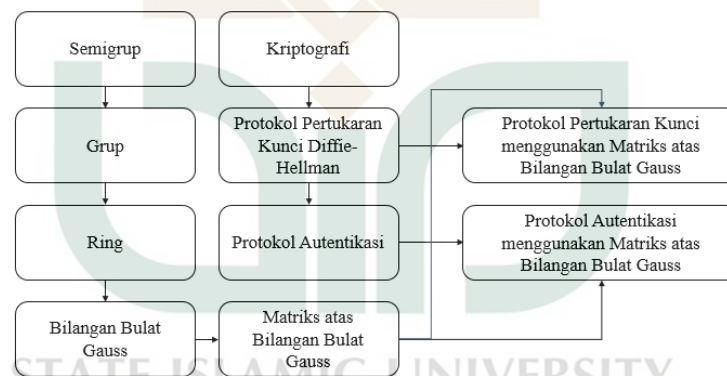 Semigrup
Kriptografi
Grup
Protokol Pertukaran
Kunci Diffie-
Hellman
Protokol Pertukaran Kunci
menggunakan Matriks atas
Bilangan Bulat Gauss
Ring
Protokol Autentikasi
Protokol Autentikasi
menggunakan Matriks atas
Bilangan Bulat Gauss
Bilangan Bulat
Gauss
Matriks atas
Bilangan Bulat
Gauss
STATE ISLAMIC UNIVERSITY